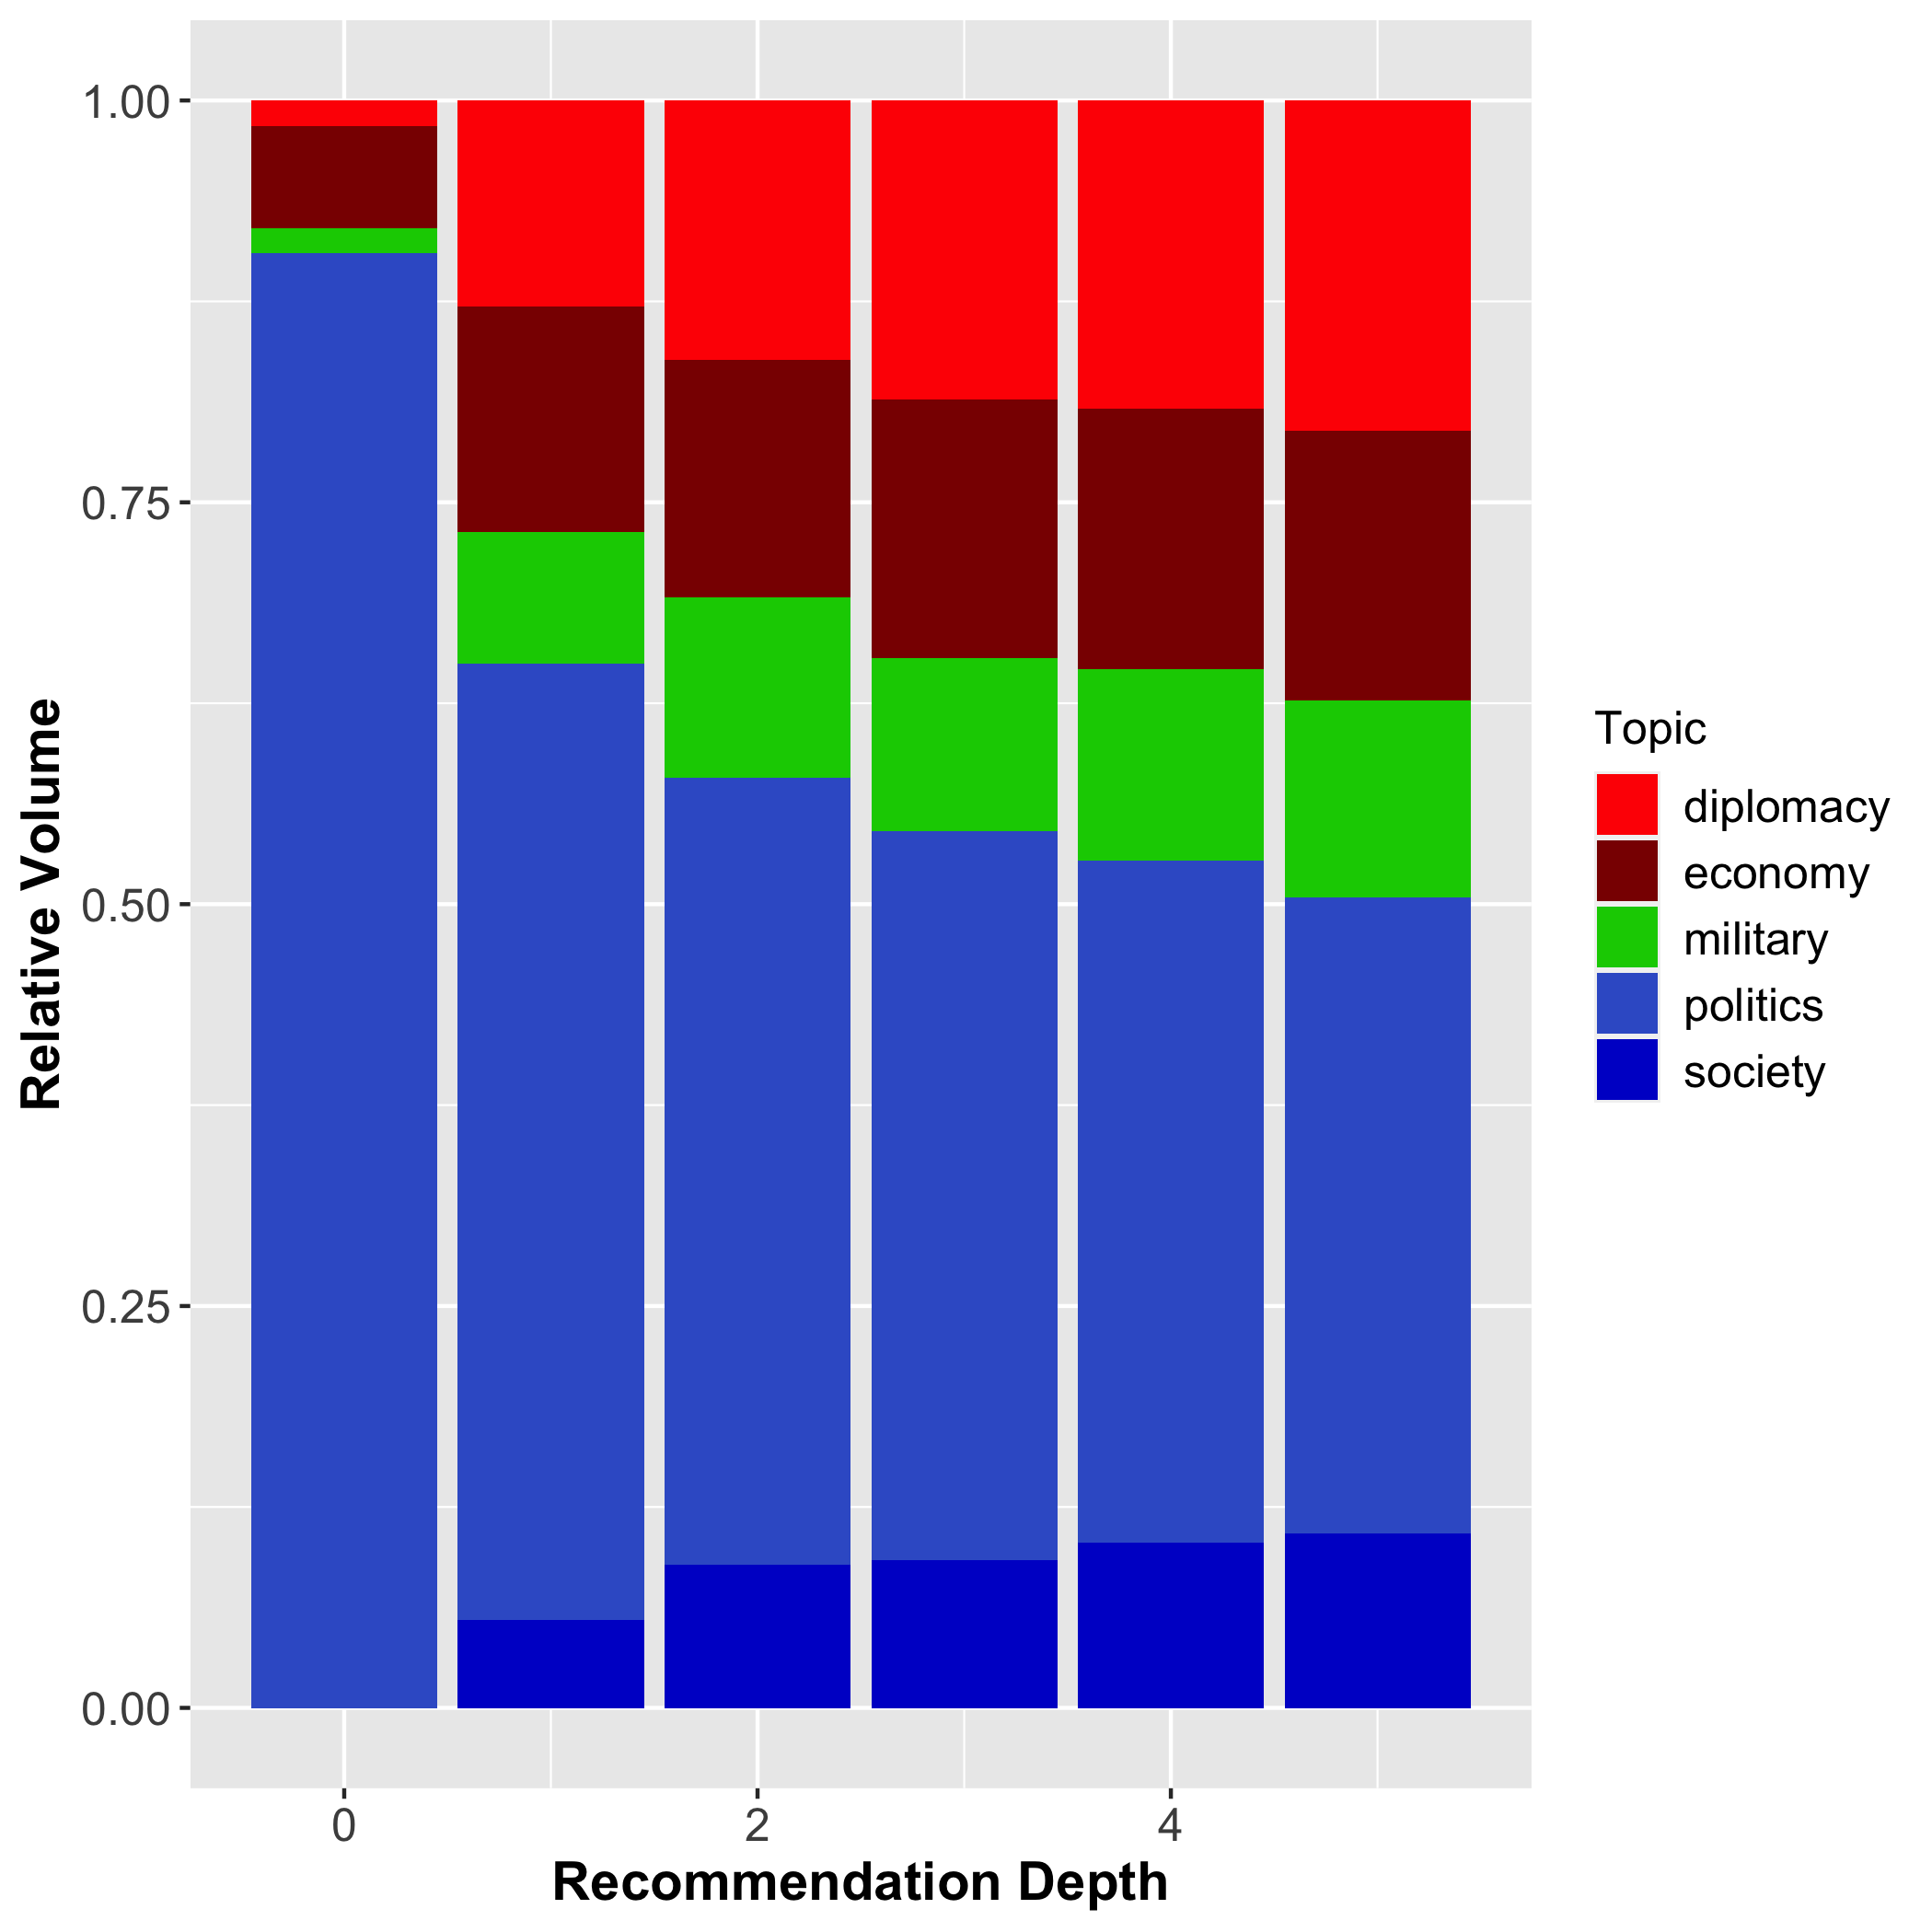 1.00
0.75
0.50
0.25
0.00
Relative Volume
0
2
4
Recommendation Depth
Topic
diplomacy
economy
military
politics
society